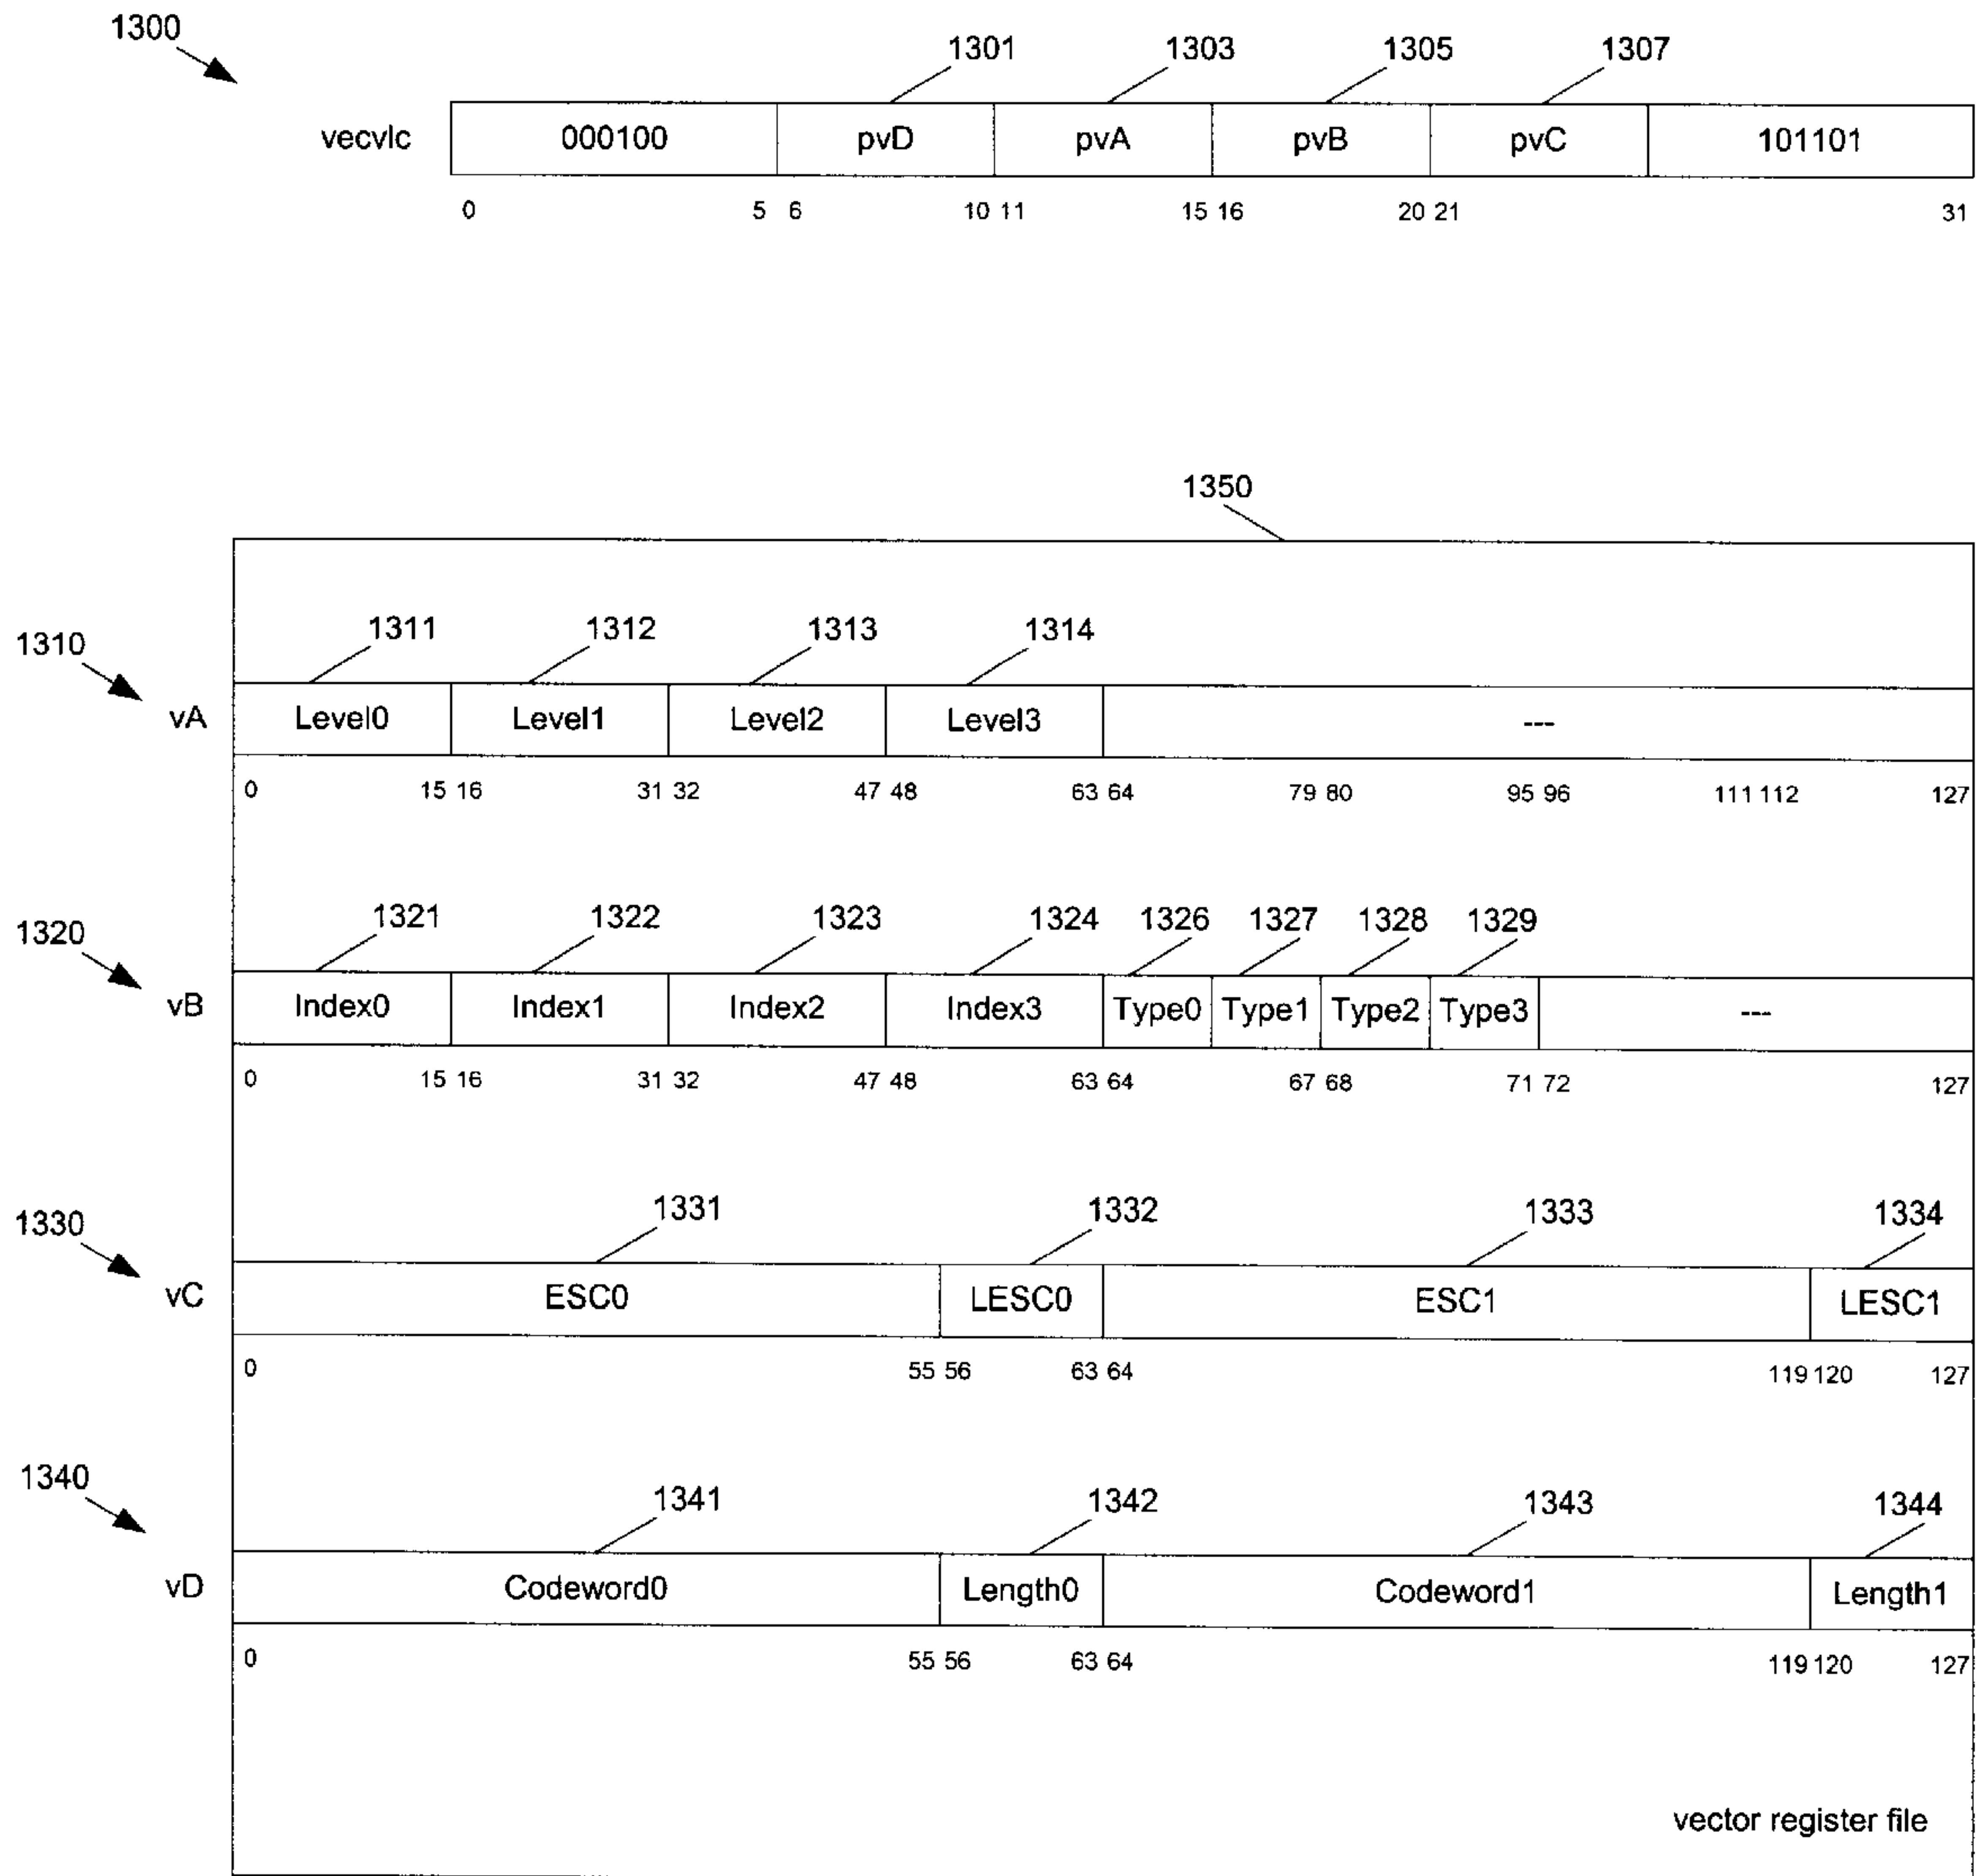 1300
1301 1303 1305 1307
vecvlc 000100 pvD pvA pvB pvC 101101
0 5 6 10 11 15 16 20 21 31
1350
1310 1311 1312 1313 1314
vA Level0 Level1 Level2 Level3 ---
0 15 16 31 32 47 48 63 64 79 80 95 96 111 112 127
1320 1321 1322 1323 1324 1326 1327 1328 1329
vB Index0 Index1 Index2 Index3 Type0 Type1 Type2 Type3 ---
0 15 16 31 32 47 48 63 64 67 68 71 72 127
1330 1331 1332 1333 1334
vC ESC0 LESC0 ESC1 LESC1
0 55 56 63 64 119 120 127
1340 1341 1342 1343 1344
vD Codeword0 Length0 Codeword1 Length1
0 55 56 63 64 119 120 127
vector register file